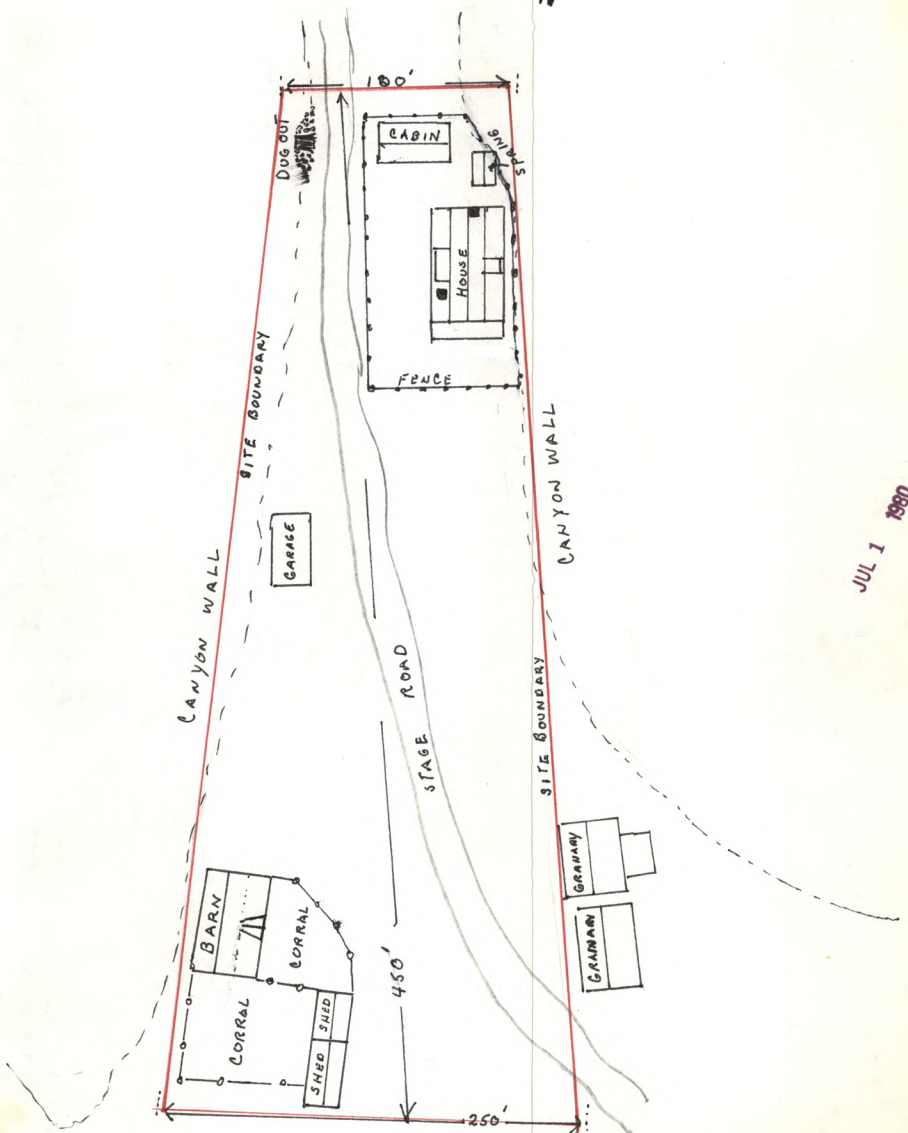 N
100'
DUG OUT
CABIN
SPRING
HOUSE
FENCE
SITE BOUNDARY
CANYON WALL
GARAGE
CANYON WALL
JUL 1 1980
STAGE ROAD
SITE BOUNDARY
GRANARY
GRANARY
BARN
CORRAL
CORRAL
SHED
SHED
450'
250'